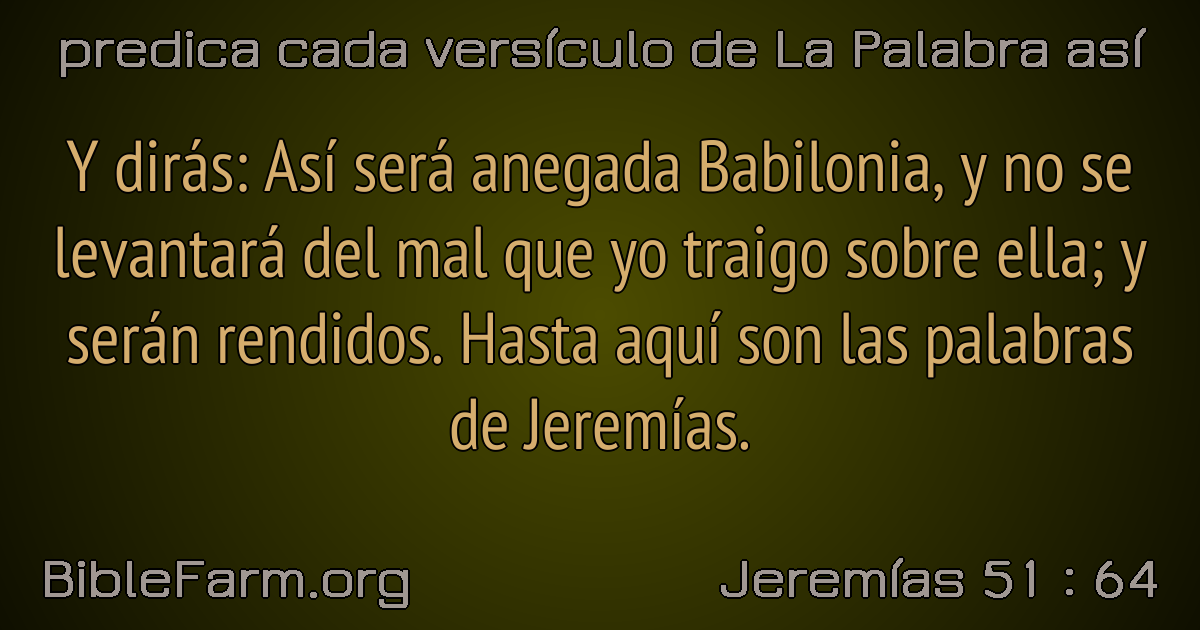 predica cada versículo de La Palabra así
Y dirás: Así será anegada Babilonia, y no se
levantará del mal que yo traigo sobre ella; y
serán rendidos. Hasta aquí son las palabras
de Jeremías.
BibleFarm.org
Jeremías 51 : 64